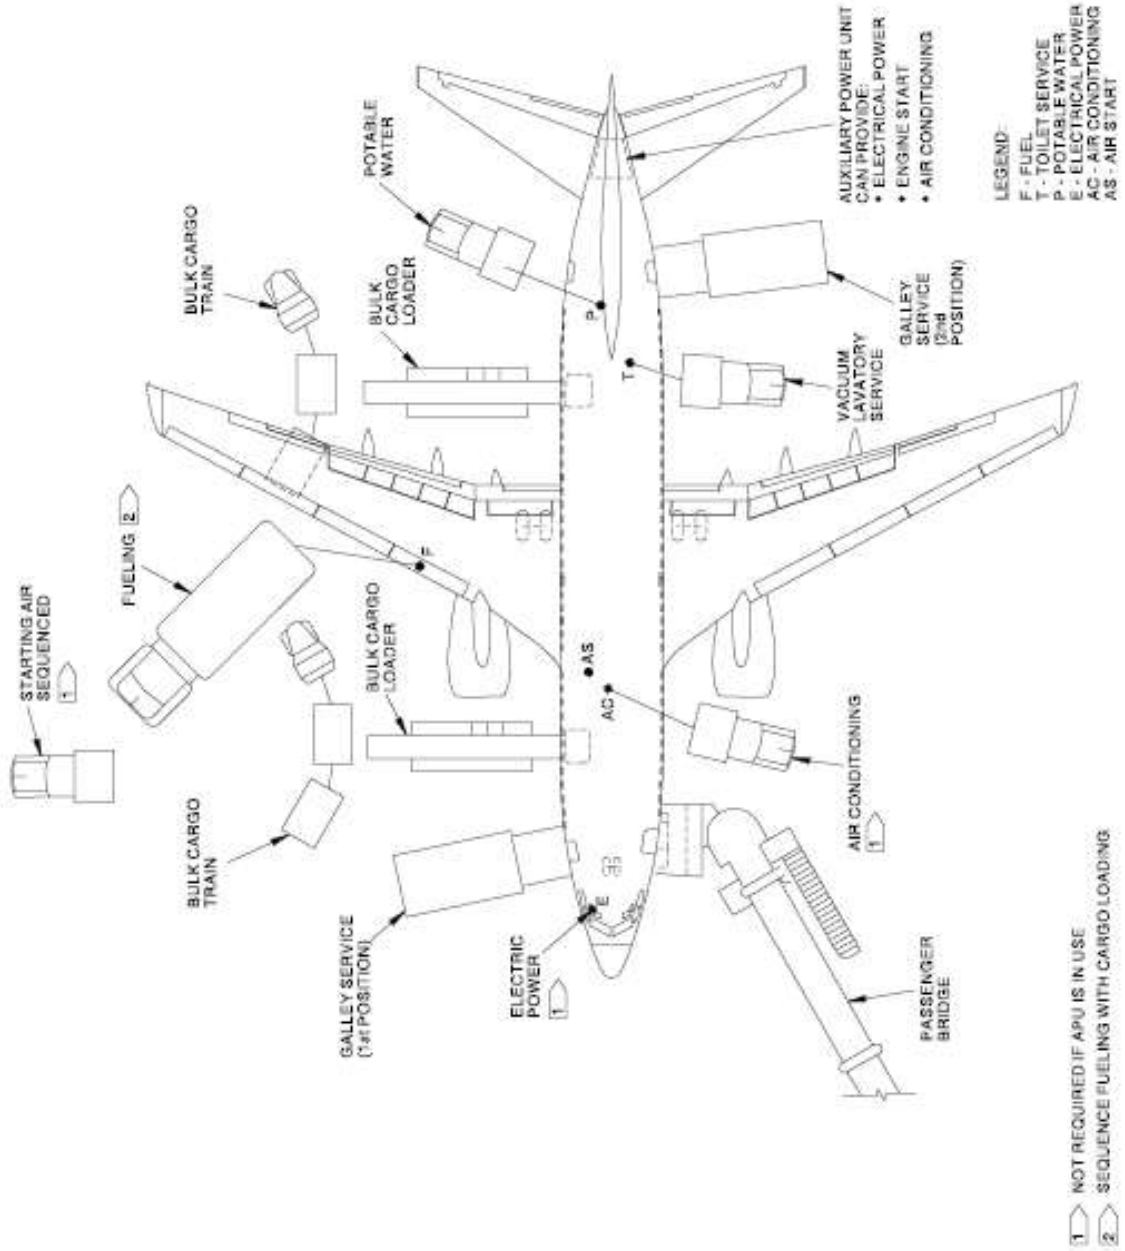 STARTING AIR
SEQUENCED
1
FUELING 2
BULK CARGO
TRAIN
POTABLE
WATER
BULK
CARGO
LOADER
BULK CARGO
LOADER
BULK CARGO
TRAIN
GALLEY SERVICE
(1st POSITION)
ELECTRIC
POWER
1
E
AC
AS
F
T
P
AUXILIARY POWER UNIT
CAN PROVIDE:
• ELECTRICAL POWER
• ENGINE START
• AIR CONDITIONING
GALLEY
SERVICE
(2nd
POSITION)
VACUUM
LAVATORY
SERVICE
AIR CONDITIONING
1
PASSENGER
BRIDGE
LEGEND:
F - FUEL
T - TOILET SERVICE
P - POTABLE WATER
E - ELECTRICAL POWER
AC - AIR CONDITIONING
AS - AIR START
1 NOT REQUIRED IF APU IS IN USE
2 SEQUENCE FUELING WITH CARGO LOADING